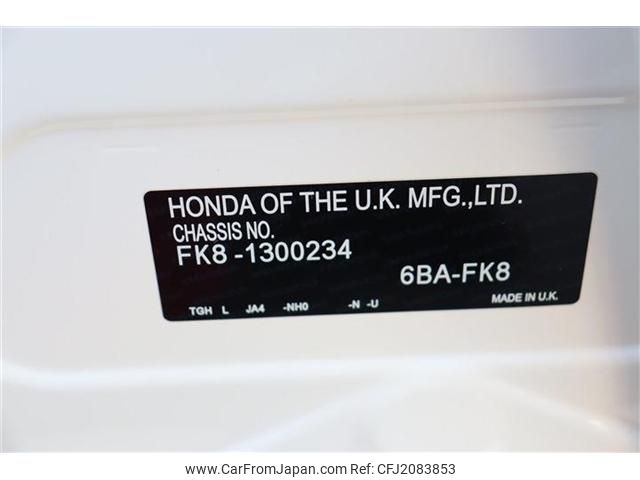 HONDA OF THE U.K. MFG.,LTD.
CHASSIS NO.
FK8 -1300234
6BA-FK8
TGH L JA4 -NH0 -N -U MADE IN U.K.
www.CarFromJapan.com CFJ2083853